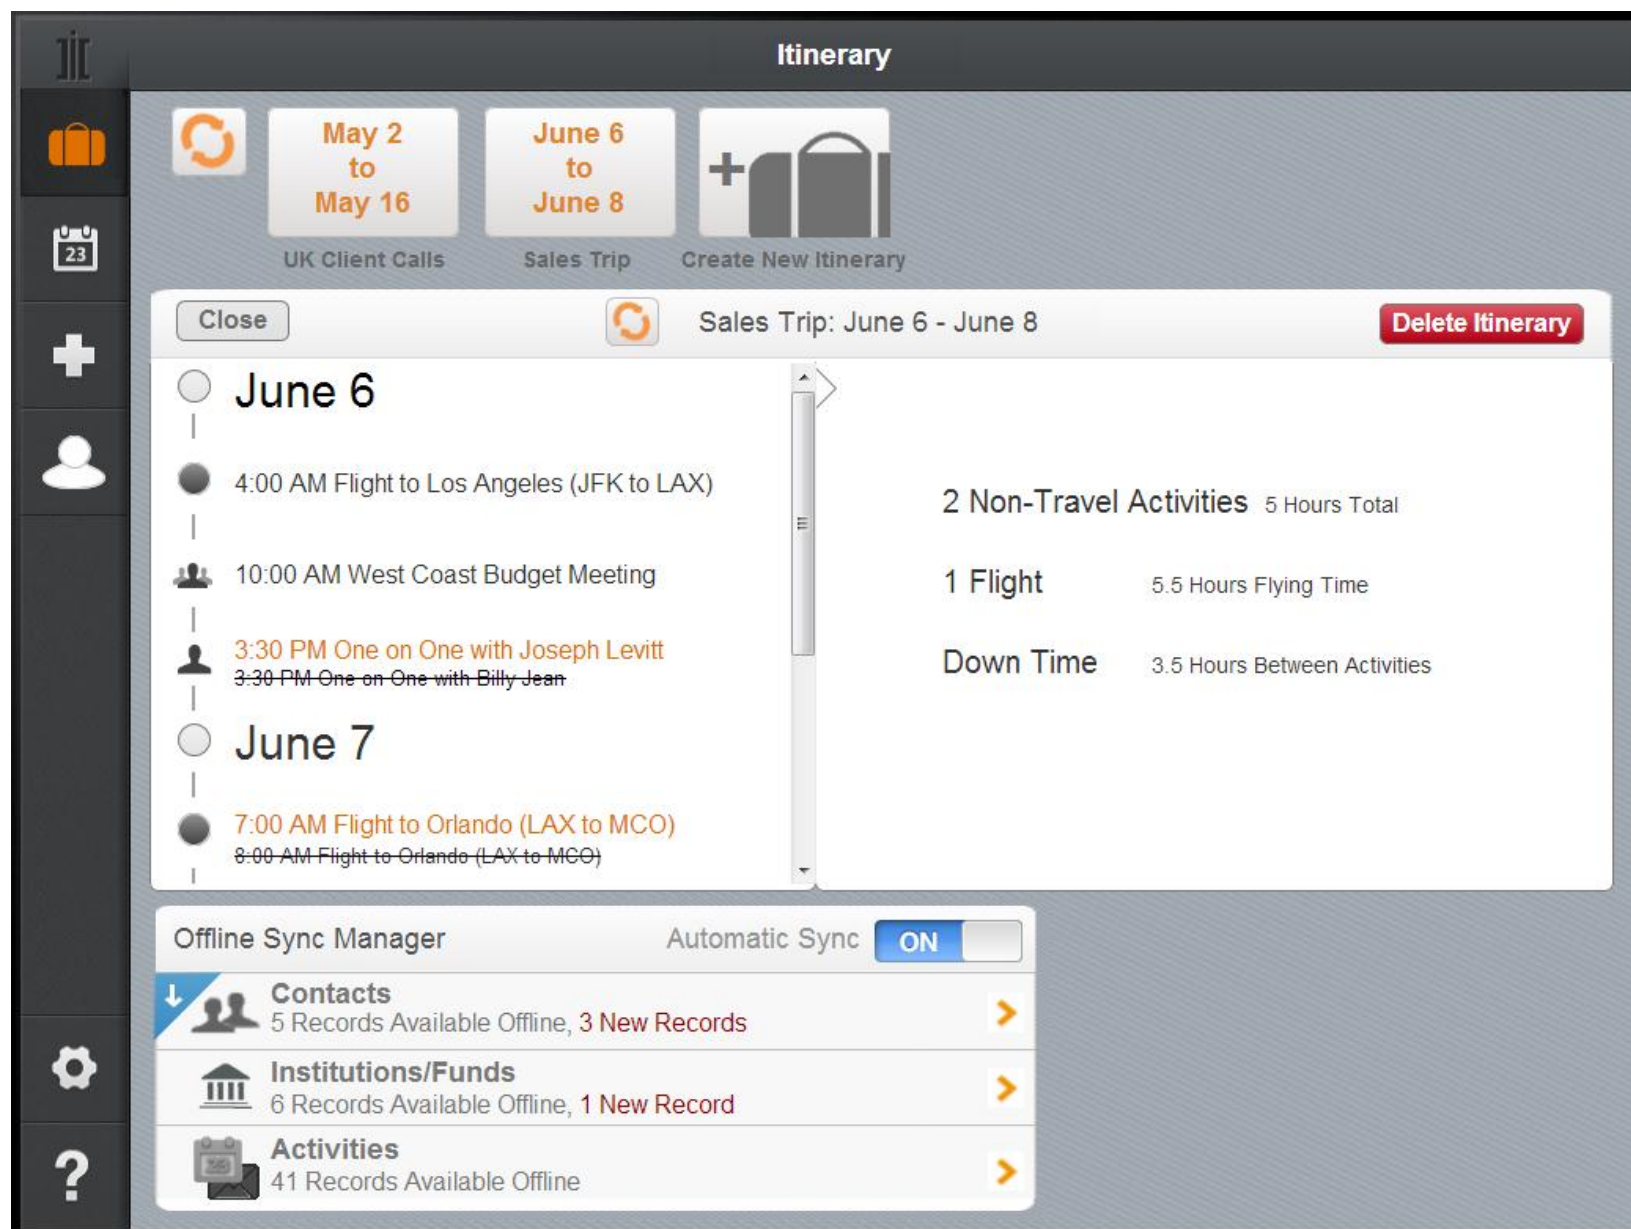 Itinerary
May 2
to
May 16
June 6
to
June 8
+
UK Client Calls
Sales Trip
Create New Itinerary
23
Close
Sales Trip: June 6 - June 8
Delete Itinerary
June 6
4:00 AM Flight to Los Angeles (JFK to LAX)
10:00 AM West Coast Budget Meeting
3:30 PM One on One with Joseph Levitt
3:30 PM One on One with Billy Jean
June 7
7:00 AM Flight to Orlando (LAX to MCO)
8:00 AM Flight to Orlando (LAX to MCO)
2 Non-Travel Activities 5 Hours Total
1 Flight 5.5 Hours Flying Time
Down Time 3.5 Hours Between Activities
Offline Sync Manager
Automatic Sync ON
Contacts
5 Records Available Offline, 3 New Records
Institutions/Funds
6 Records Available Offline, 1 New Record
Activities
41 Records Available Offline
?